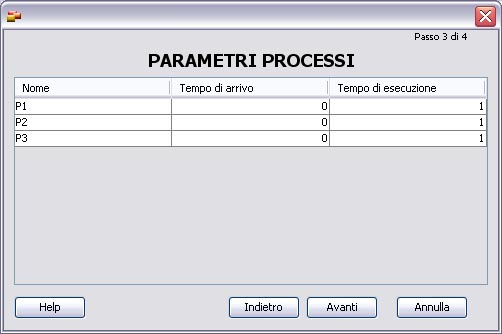 Passo 3 di 4
PARAMETRI PROCESSI
Nome Tempo di arrivo Tempo di esecuzione
P1 0 1
P2 0 1
P3 0 1
Help Indietro Avanti Annulla